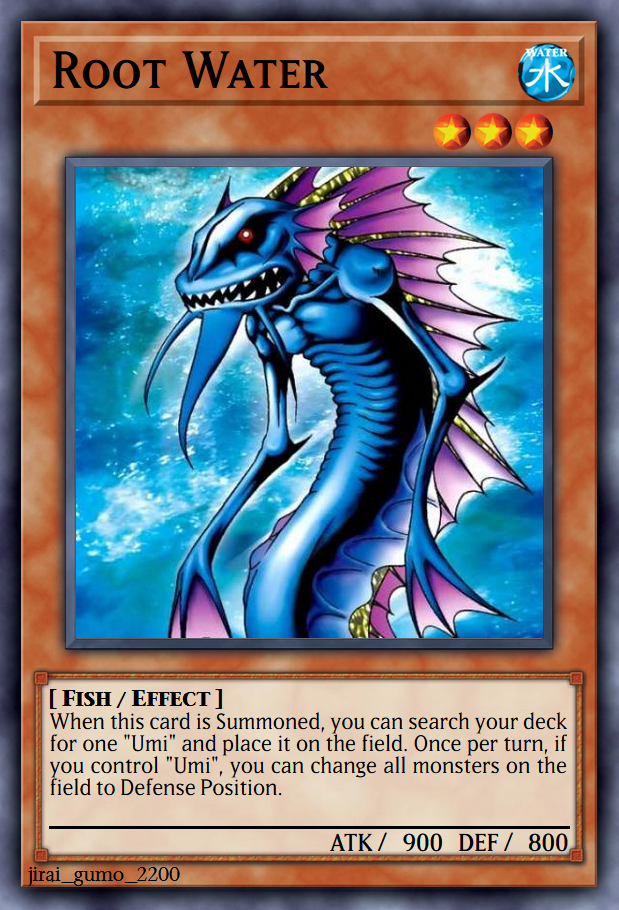 Root Water
WATER
水
[ Fish / Effect ]
When this card is Summoned, you can search your deck
for one "Umi" and place it on the field. Once per turn, if
you control "Umi", you can change all monsters on the
field to Defense Position.
ATK / 900 DEF / 800
jirai_gumo_2200